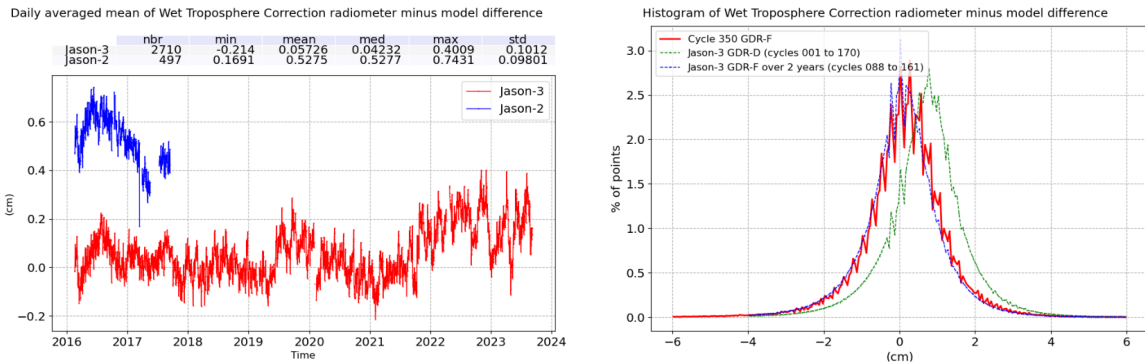 Daily averaged mean of Wet Troposphere Correction radiometer minus model difference
nbr min mean med max std
Jason-3 2710 -0.214 0.05726 0.04232 0.4009 0.1012
Jason-2 497 0.1691 0.5275 0.5277 0.7431 0.09801
Jason-3
Jason-2
0.6
0.4
0.2
0.0
−0.2
(cm)
2016 2017 2018 2019 2020 2021 2022 2023 2024
Time
Histogram of Wet Troposphere Correction radiometer minus model difference
Cycle 350 GDR-F
Jason-3 GDR-D (cycles 001 to 170)
Jason-3 GDR-F over 2 years (cycles 088 to 161)
3.0
2.5
2.0
1.5
1.0
0.5
0.0
% of points
−6 −4 −2 0 2 4 6
(cm)